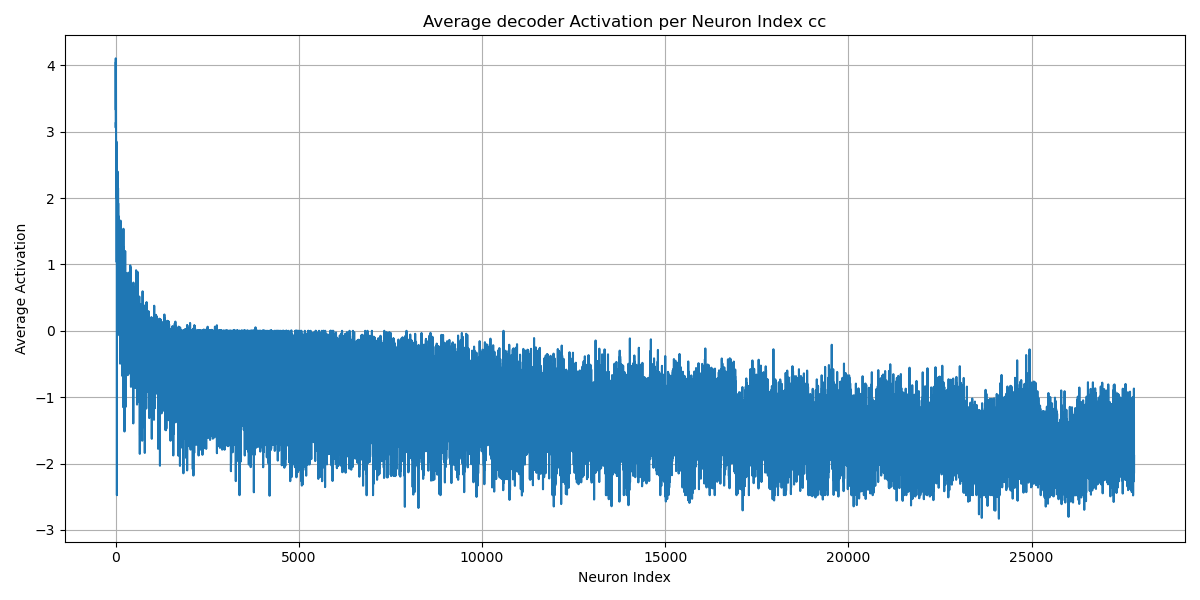 Average decoder Activation per Neuron Index cc
4
3
2
1
0
−1
−2
−3
Average Activation
0 5000 10000 15000 20000 25000
Neuron Index